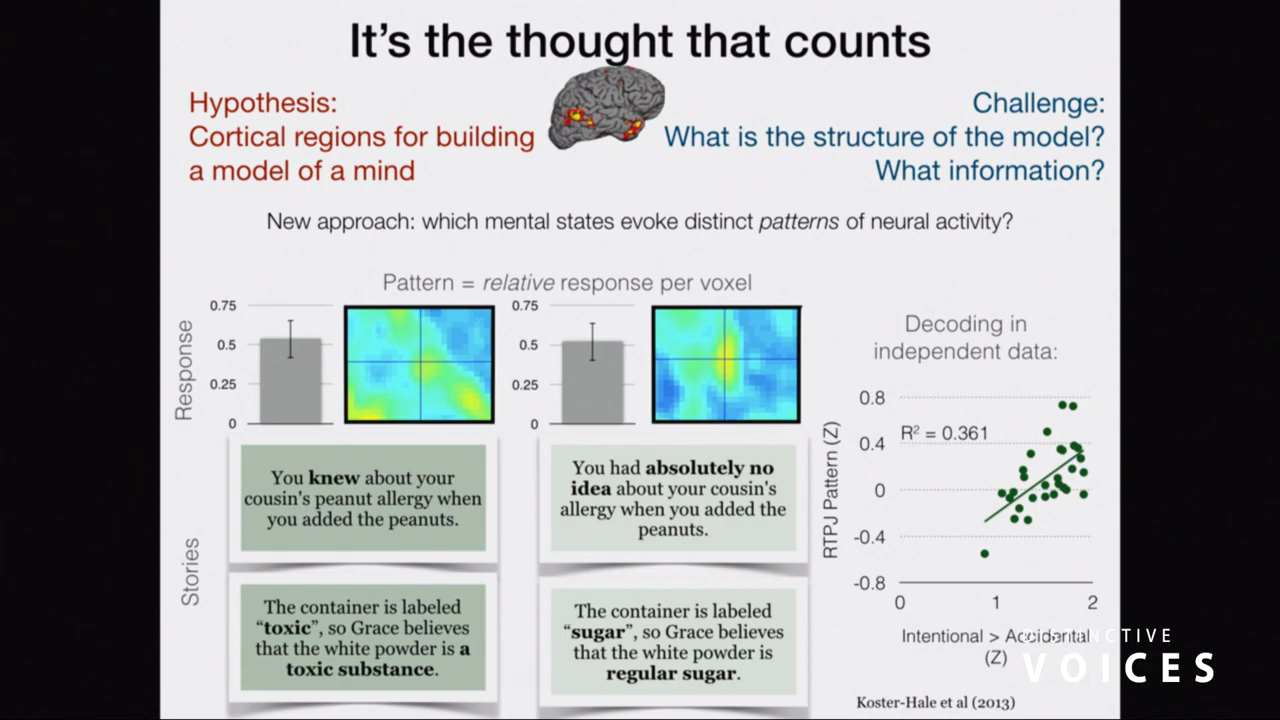 It's the thought that counts
Hypothesis:
Cortical regions for building
a model of a mind
Challenge:
What is the structure of the model?
What information?
New approach: which mental states evoke distinct patterns of neural activity?
Pattern = relative response per voxel
Response
0.75
0.5
0.25
0
0.75
0.5
0.25
0
Stories
You knew about your
cousin's peanut allergy when
you added the peanuts.
You had absolutely no
idea about your cousin's
allergy when you added the
peanuts.
The container is labeled
“toxic”, so Grace believes
that the white powder is a
toxic substance.
The container is labeled
“sugar”, so Grace believes
that the white powder is
regular sugar.
Decoding in
independent data:
RTPJ Pattern (Z)
0.8
0.4
0
-0.4
-0.8
R² = 0.361
0
1
2
Intentional > Accidental
(Z)
DISTINCTIVE
VOICES
Koster-Hale et al (2013)